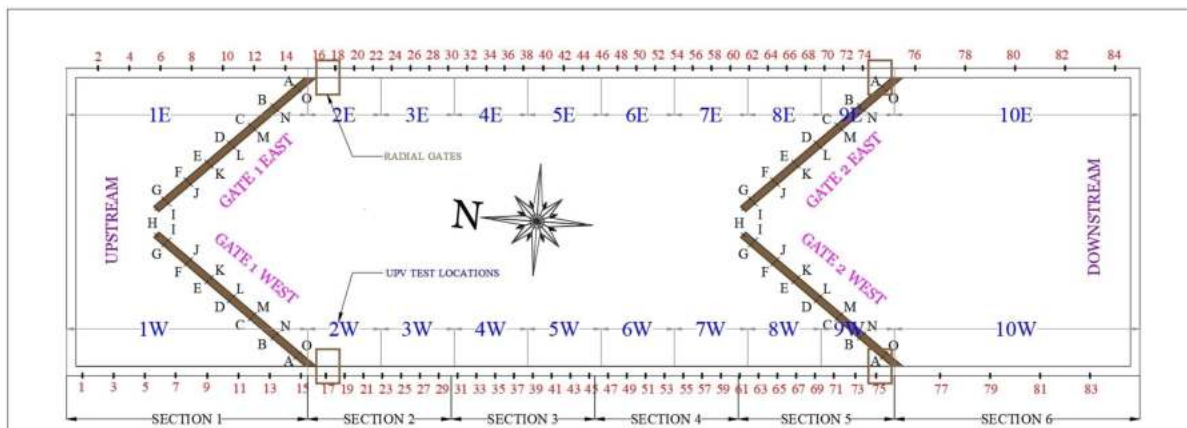 2 4 6 8 10 12 14 16 18 20 22 24 26 28 30 32 34 36 38 40 42 44 46 48 50 52 54 56 58 60 62 64 66 68 70 72 74 76 78 80 82 84
A A
B O B O
1E C N 2E 3E 4E 5E 6E 7E 8E C 9E N 10E
D M D M
E L RADIAL GATES E L
F K F K
G J GATE 1 EAST G J GATE 2 EAST
I I
UPSTREAM H N H DOWNSTREAM
I I
G J GATE 1 WEST G J GATE 2 WEST
F K UPV TEST LOCATIONS F K
E L E L
D M D M
1W C N 2W 3W 4W 5W 6W 7W 8W C 9W N 10W
B O B O
A A
1 3 5 7 9 11 13 15 17 19 21 23 25 27 29 31 33 35 37 39 41 43 45 47 49 51 53 55 57 59 61 63 65 67 69 71 73 75 77 79 81 83
SECTION 1 SECTION 2 SECTION 3 SECTION 4 SECTION 5 SECTION 6